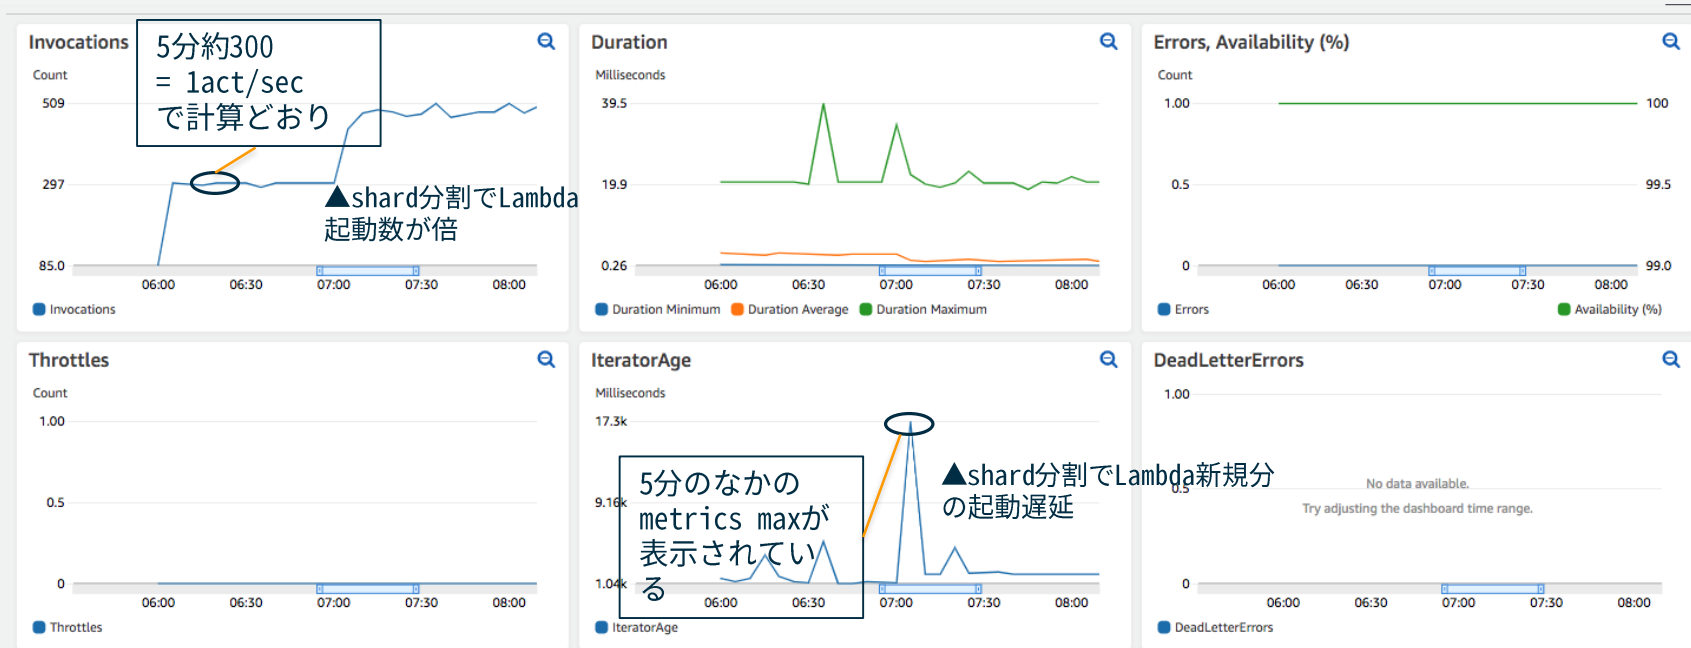 Invocations
5分約300
= 1act/sec
で計算どおり
Count
509
297
85.0
▲shard分割でLambda
起動数が倍
06:00 06:30 07:00 07:30 08:00
Invocations
Duration
Milliseconds
39.5
19.9
0.26
06:00 06:30 07:00 07:30 08:00
Duration Minimum Duration Average Duration Maximum
Errors, Availability (%)
Count
1.00 100
0.5 99.5
0 99.0
06:00 06:30 07:00 07:30 08:00
Errors Availability (%)
Throttles
Count
1.00
0.5
0
06:00 06:30 07:00 07:30 08:00
Throttles
IteratorAge
Milliseconds
17.3k
9.16k
1.04k
5分のなかの
metrics maxが
表示されてい
る
▲shard分割でLambda新規分
の起動遅延
06:00 06:30 07:00 07:30 08:00
IteratorAge
DeadLetterErrors
1.00
0.5
0
No data available.
Try adjusting the dashboard time range.
06:00 06:30 07:00 07:30 08:00
DeadLetterErrors